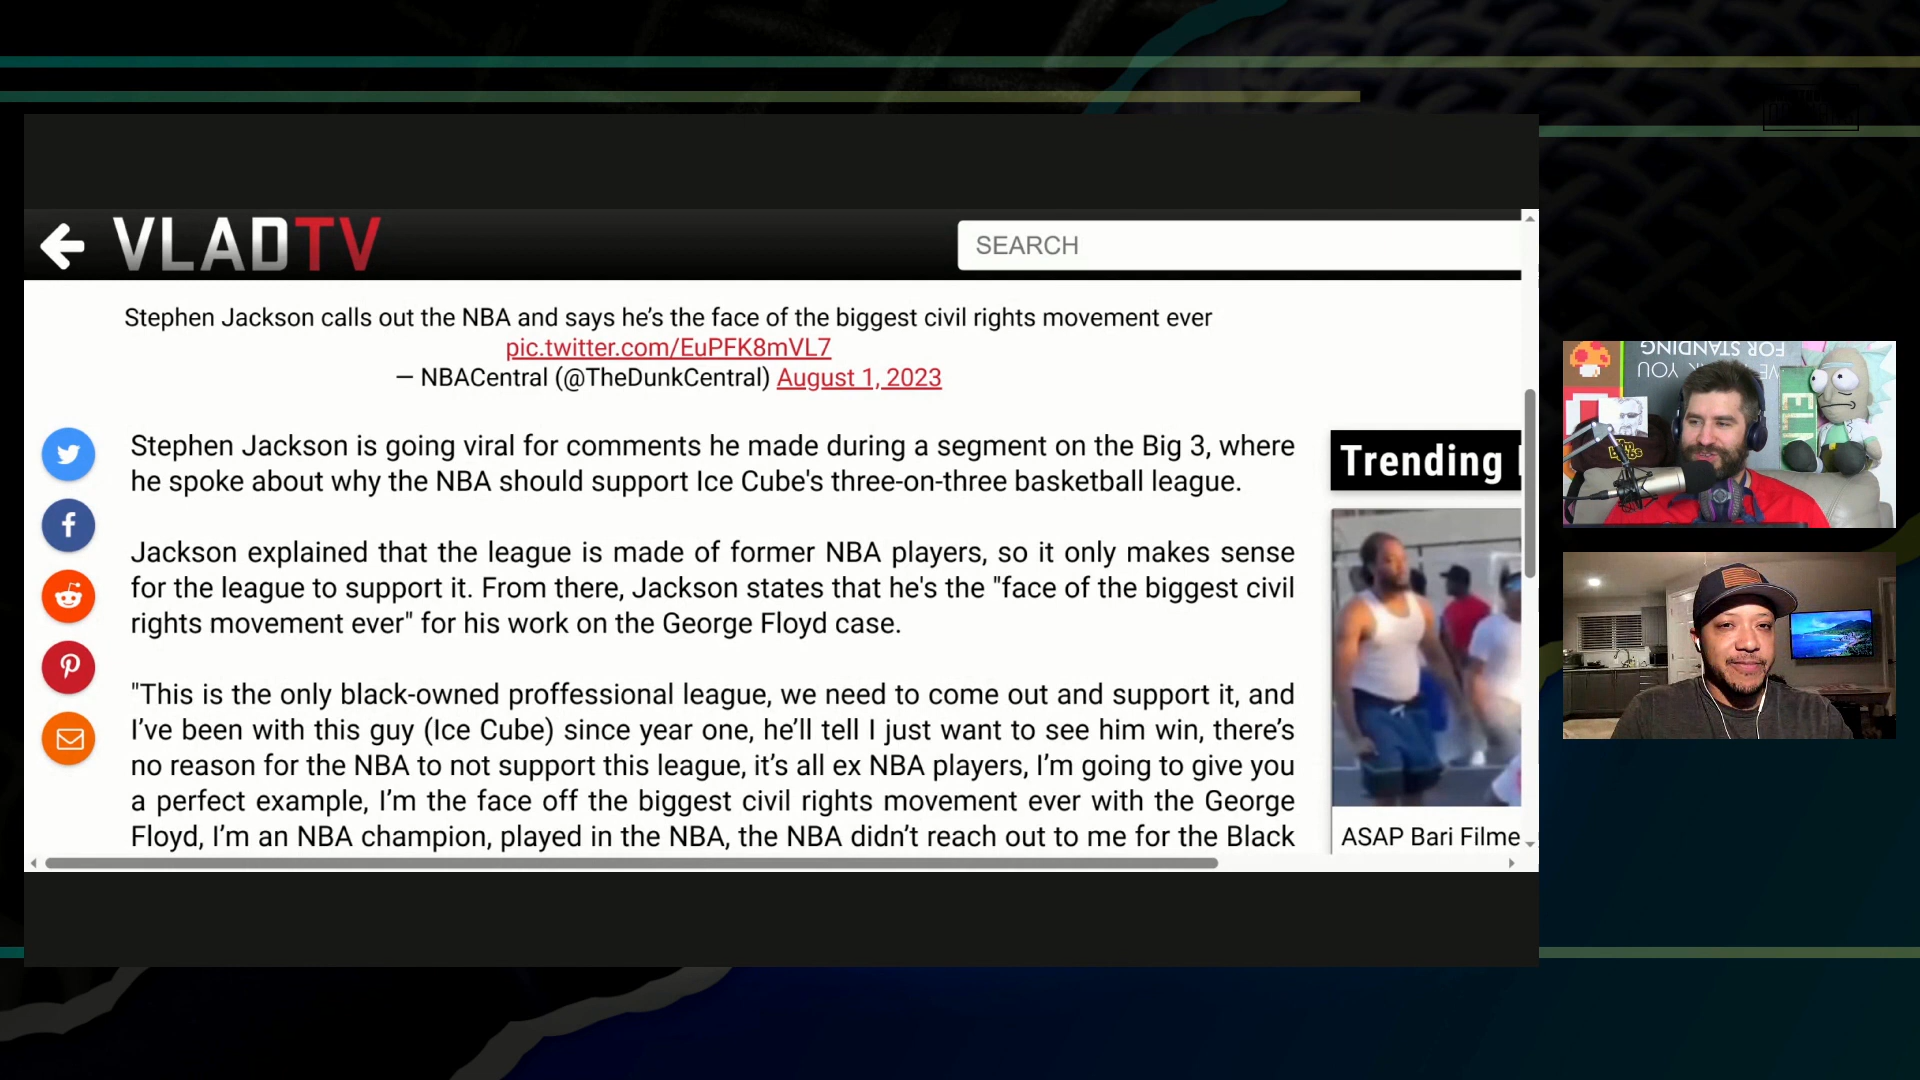 VLADTV
SEARCH
Stephen Jackson calls out the NBA and says he’s the face of the biggest civil rights movement ever
pic.twitter.com/EuPFK8mVL7
— NBACentral (@TheDunkCentral) August 1, 2023
Stephen Jackson is going viral for comments he made during a segment on the Big 3, where
he spoke about why the NBA should support Ice Cube's three-on-three basketball league.
Jackson explained that the league is made of former NBA players, so it only makes sense
for the league to support it. From there, Jackson states that he's the "face of the biggest civil
rights movement ever" for his work on the George Floyd case.
"This is the only black-owned proffessional league, we need to come out and support it, and
I’ve been with this guy (Ice Cube) since year one, he’ll tell I just want to see him win, there’s
no reason for the NBA to not support this league, it’s all ex NBA players, I’m going to give you
a perfect example, I’m the face off the biggest civil rights movement ever with the George
Floyd, I’m an NBA champion, played in the NBA, the NBA didn’t reach out to me for the Black
Trending
ASAP Bari Filme
FOR STANDING
YOU